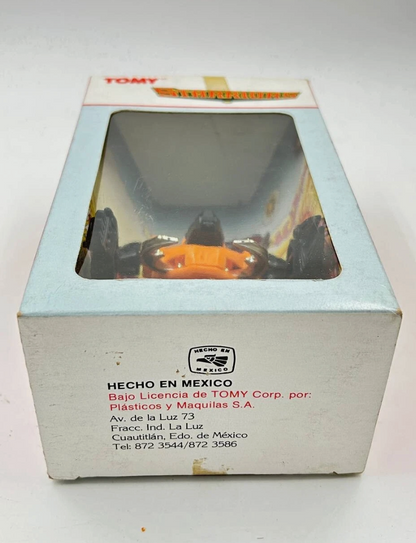 TOMY
HECHO EN
MEXICO
HECHO EN MEXICO
Bajo Licencia de TOMY Corp. por:
Plásticos y Maquilas S.A.
Av. de la Luz 73
Fracc. Ind. La Luz
Cuautitlán, Edo. de México
Tel: 872 3544/872 3586